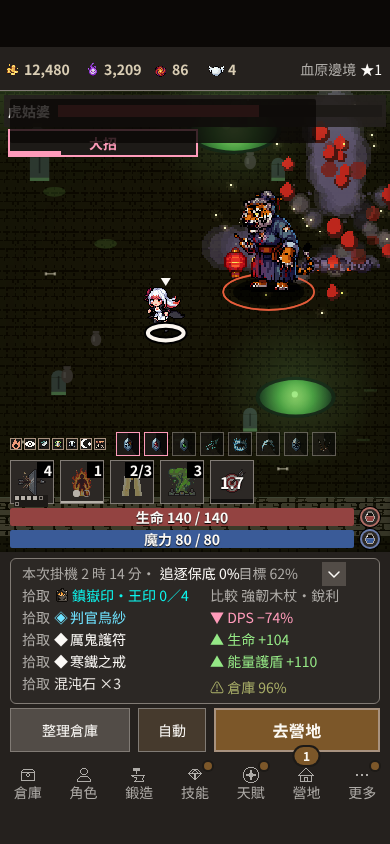 12,480 3,209 86 4 血原邊境 ★1
虎姑婆
大招
4 1 2/3 3 1.7
生命 140 / 140
魔力 80 / 80
本次掛機 2 時 14 分・ 追逐保底 0%目標 62%
拾取 鎮嶽印・王印 0／4
拾取 ◈判官烏紗
拾取 ◆厲鬼護符
拾取 ◆寒鐵之戒
拾取 混沌石 ×3
比較 強韌木杖・銳利
▼ DPS −74%
▲ 生命 +104
▲ 能量護盾 +110
⚠ 倉庫 96%
整理倉庫 自動 去營地
1
倉庫 角色 鍛造 技能 天賦 營地 更多